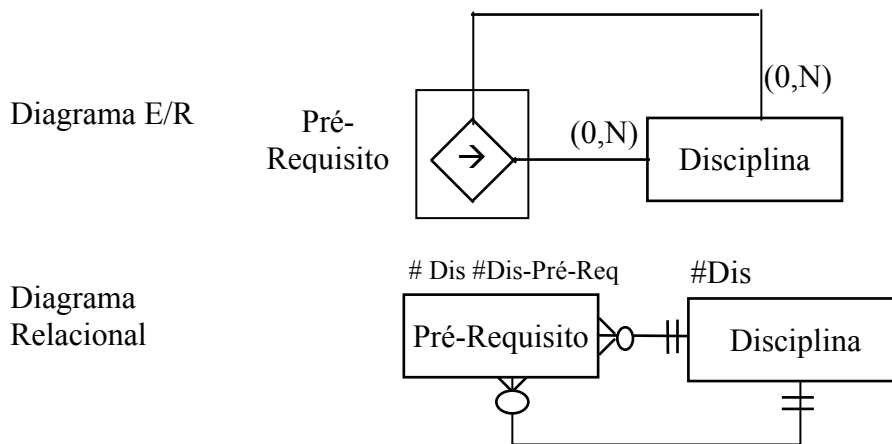 (0,N)
Diagrama E/R
Pré-
Requisito
(0,N)
→
Disciplina
# Dis #Dis-Pré-Req
#Dis
Diagrama
Relacional
Pré-Requisito
Disciplina